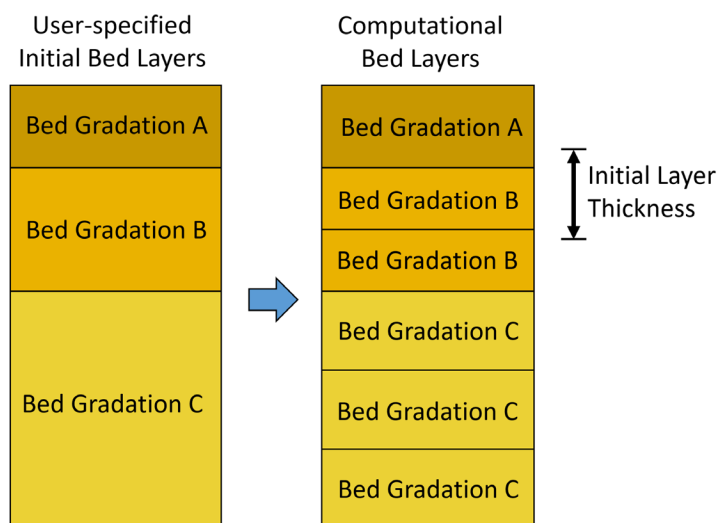 User-specified
Initial Bed Layers
Bed Gradation A
Bed Gradation B
Bed Gradation C
Computational
Bed Layers
Bed Gradation A
Bed Gradation B
Bed Gradation B
Bed Gradation C
Bed Gradation C
Bed Gradation C
Initial Layer
Thickness